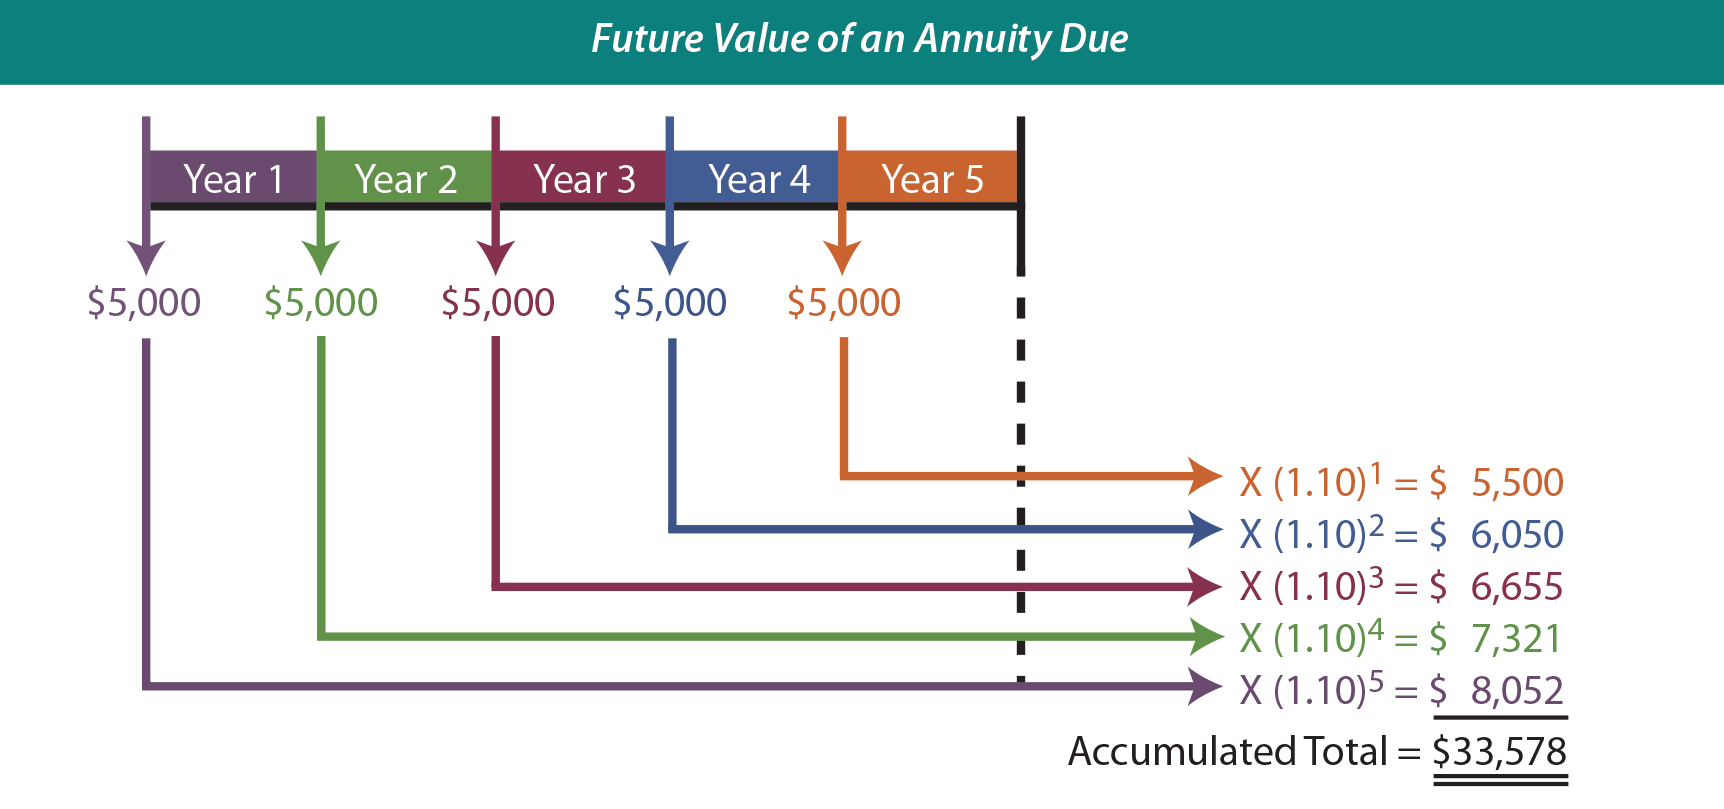 Future Value of an Annuity Due
Year 1 Year 2 Year 3 Year 4 Year 5
$5,000 $5,000 $5,000 $5,000 $5,000
X (1.10)¹ = $ 5,500
X (1.10)² = $ 6,050
X (1.10)³ = $ 6,655
X (1.10)⁴ = $ 7,321
X (1.10)⁵ = $ 8,052
Accumulated Total = $33,578